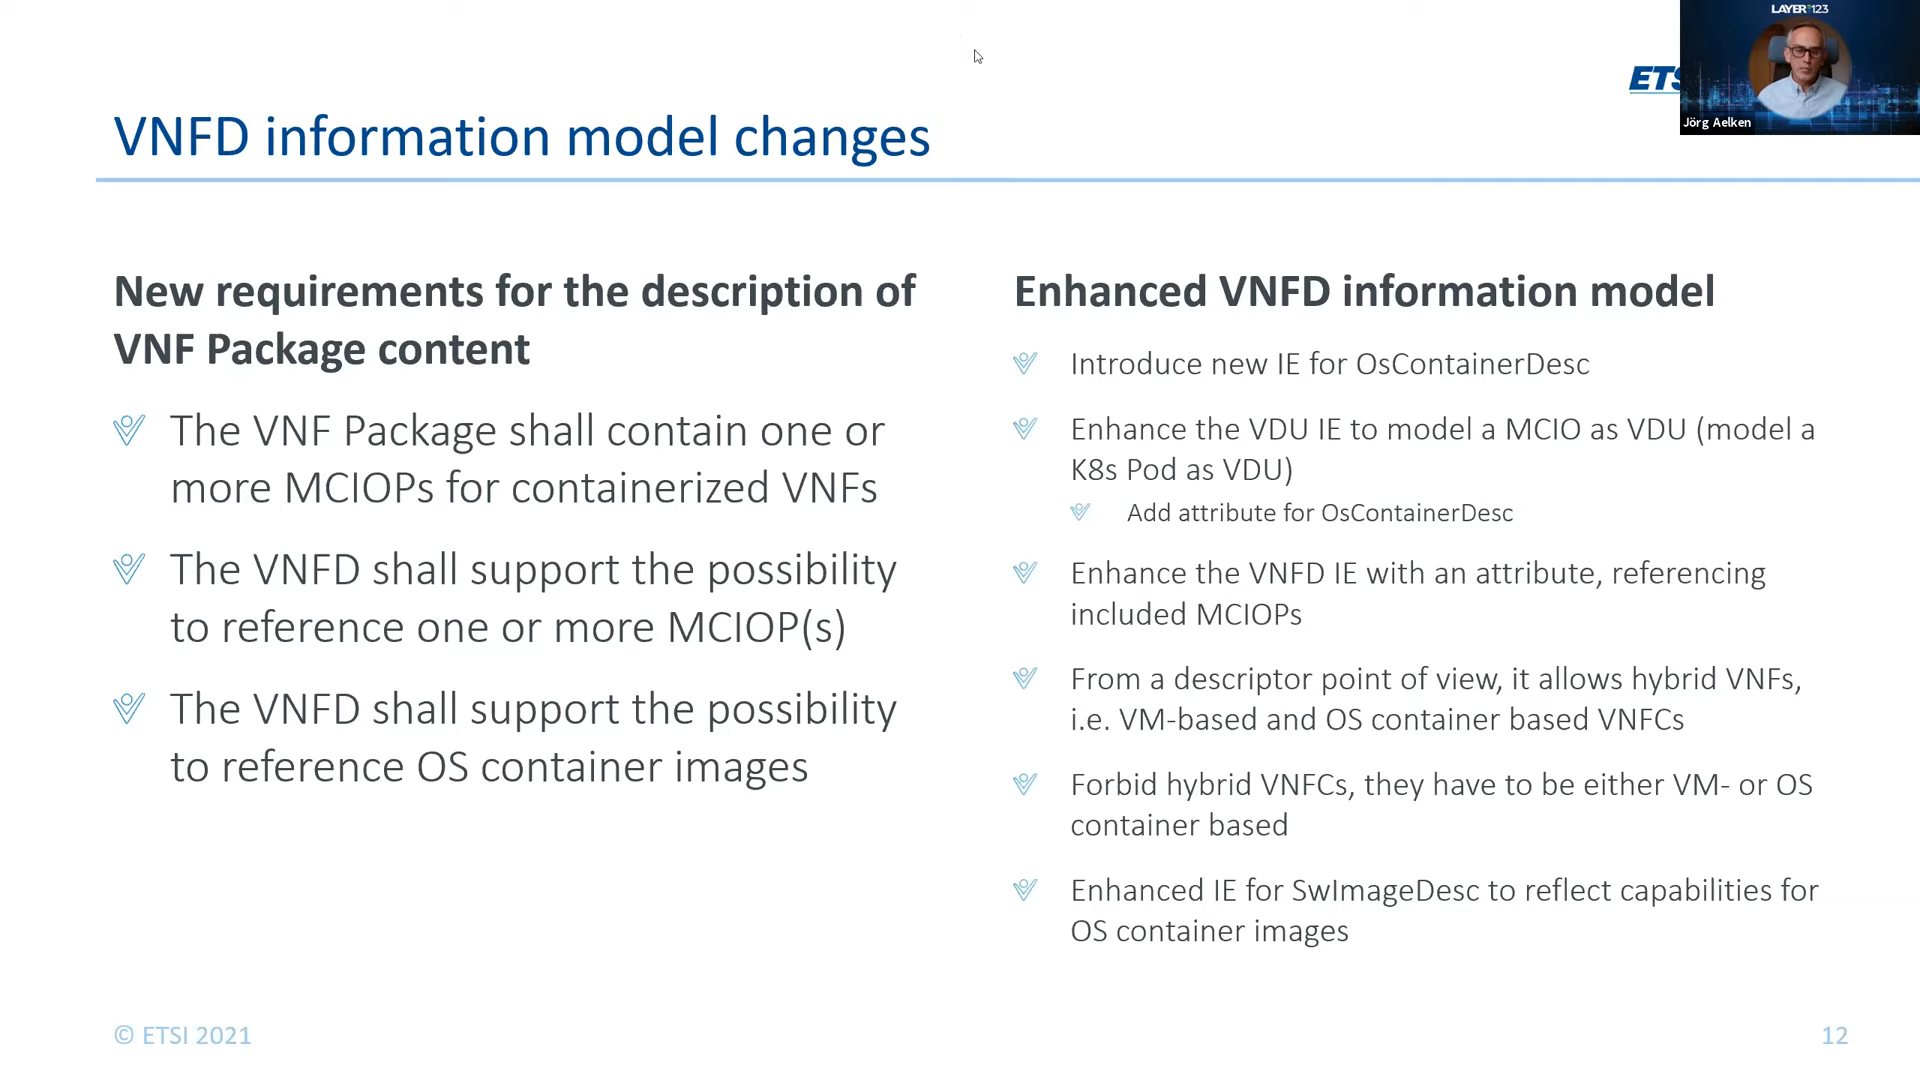 LAYER123
ETS
Jörg Aelken
VNFD information model changes
New requirements for the description of
VNF Package content
The VNF Package shall contain one or
more MCIOPs for containerized VNFs
The VNFD shall support the possibility
to reference one or more MCIOP(s)
The VNFD shall support the possibility
to reference OS container images
Enhanced VNFD information model
Introduce new IE for OsContainerDesc
Enhance the VDU IE to model a MCIO as VDU (model a
K8s Pod as VDU)
Add attribute for OsContainerDesc
Enhance the VNFD IE with an attribute, referencing
included MCIOPs
From a descriptor point of view, it allows hybrid VNFs,
i.e. VM-based and OS container based VNFCs
Forbid hybrid VNFCs, they have to be either VM- or OS
container based
Enhanced IE for SwImageDesc to reflect capabilities for
OS container images
© ETSI 2021
12